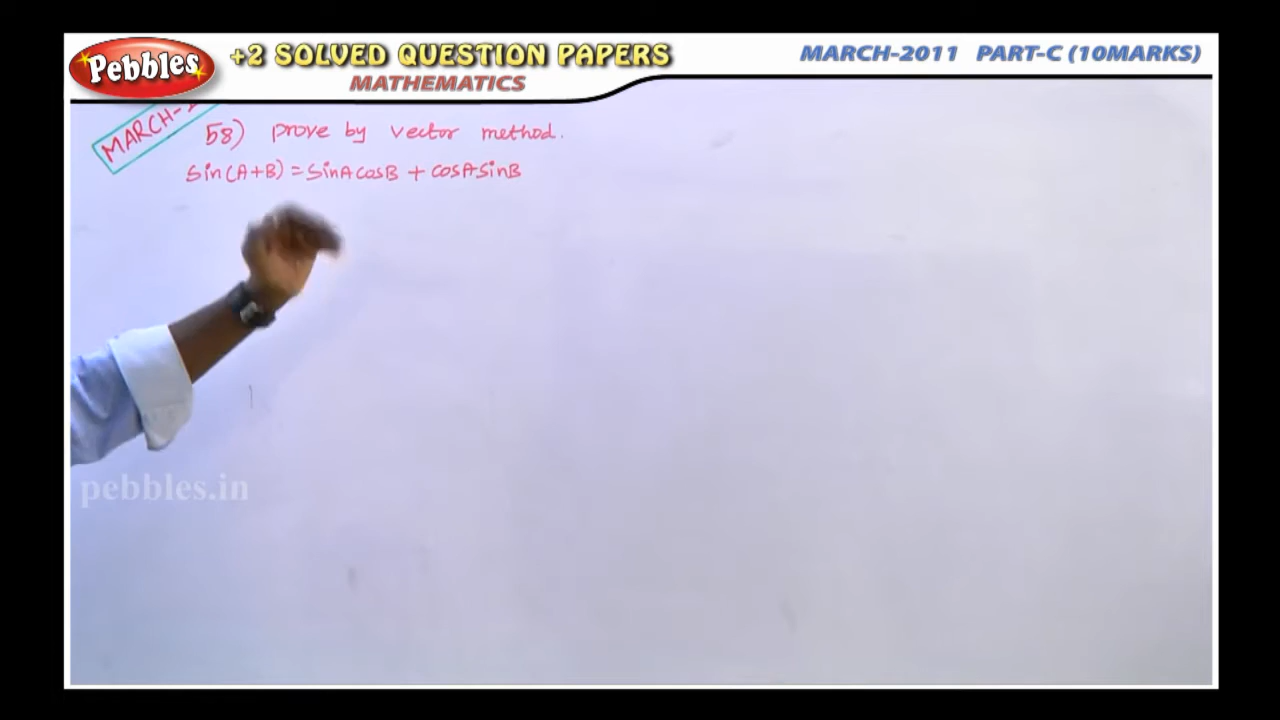 Pebbles
+2 SOLVED QUESTION PAPERS
MATHEMATICS
MARCH-2011 PART-C (10MARKS)
MARCH-
58) prove by vector method.
Sin(A+B) = SinA cosB + cosA SinB
pebbles.in